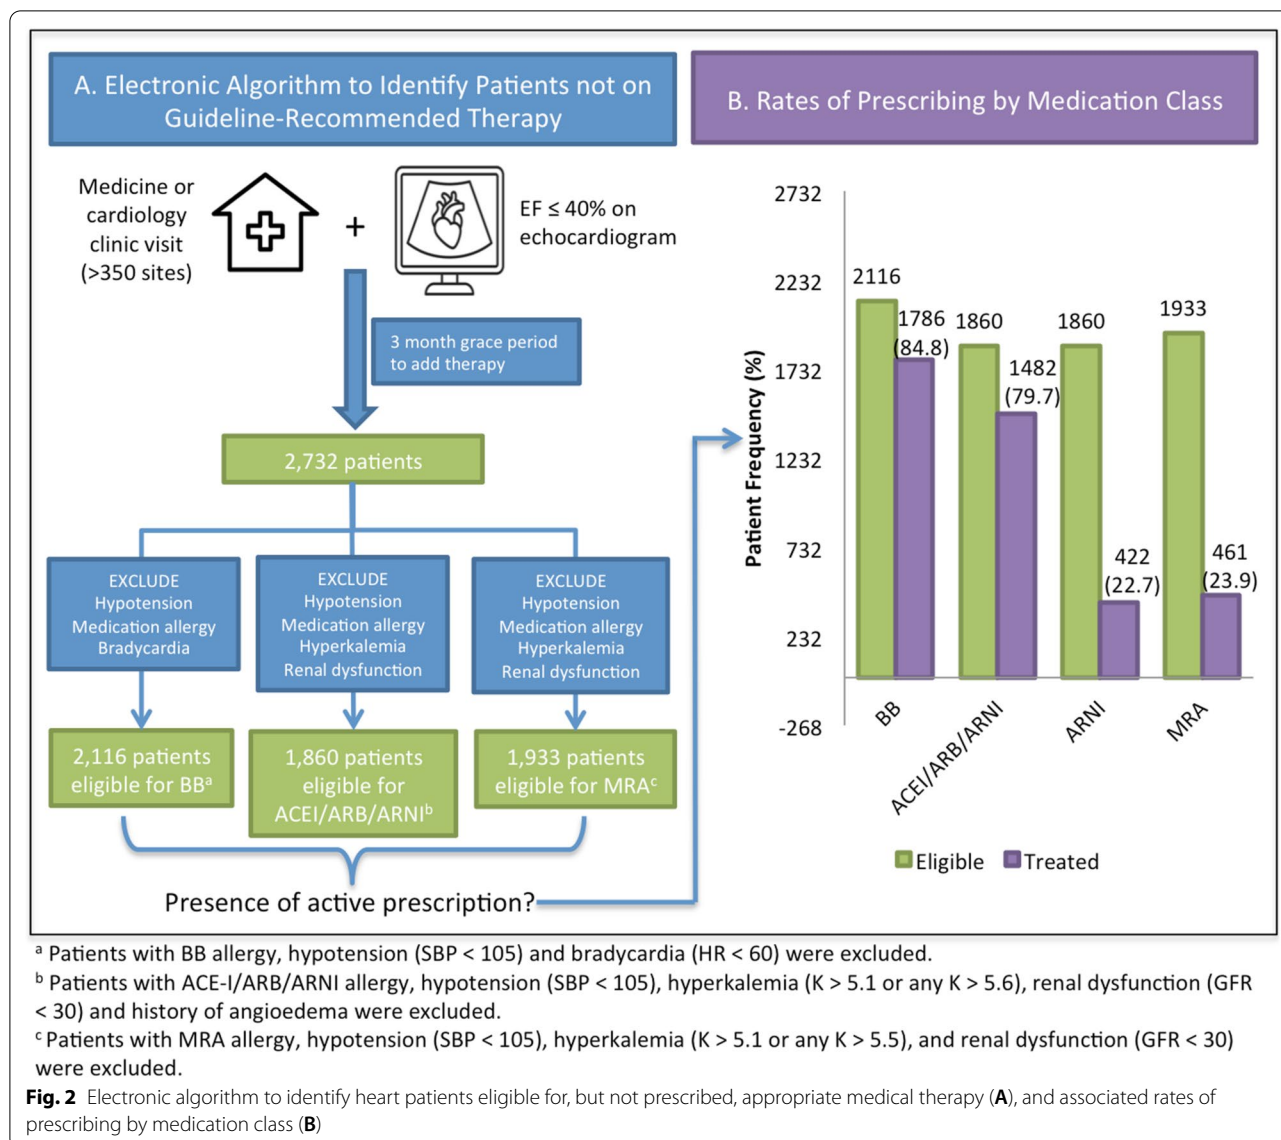 A. Electronic Algorithm to Identify Patients not on
Guideline-Recommended Therapy
Medicine or
cardiology
clinic visit
(>350 sites)
+
EF ≤ 40% on
echocardiogram
3 month grace period
to add therapy
2,732 patients
EXCLUDE
Hypotension
Medication allergy
Bradycardia
EXCLUDE
Hypotension
Medication allergy
Hyperkalemia
Renal dysfunction
EXCLUDE
Hypotension
Medication allergy
Hyperkalemia
Renal dysfunction
2,116 patients
eligible for BBᵃ
1,860 patients
eligible for
ACEI/ARB/ARNIᵇ
1,933 patients
eligible for MRAᶜ
Presence of active prescription?
B. Rates of Prescribing by Medication Class
Patient Frequency (%)
2732
2232
1732
1232
732
232
-268
2116
1786
(84.8)
1860
1482
(79.7)
1860
422
(22.7)
1933
461
(23.9)
BB
ACEI/ARB/ARNI
ARNI
MRA
Eligible
Treated
ᵃ Patients with BB allergy, hypotension (SBP < 105) and bradycardia (HR < 60) were excluded.
ᵇ Patients with ACE-I/ARB/ARNI allergy, hypotension (SBP < 105), hyperkalemia (K > 5.1 or any K > 5.6), renal dysfunction (GFR
< 30) and history of angioedema were excluded.
ᶜ Patients with MRA allergy, hypotension (SBP < 105), hyperkalemia (K > 5.1 or any K > 5.5), and renal dysfunction (GFR < 30)
were excluded.
Fig. 2 Electronic algorithm to identify heart patients eligible for, but not prescribed, appropriate medical therapy (A), and associated rates of
prescribing by medication class (B)